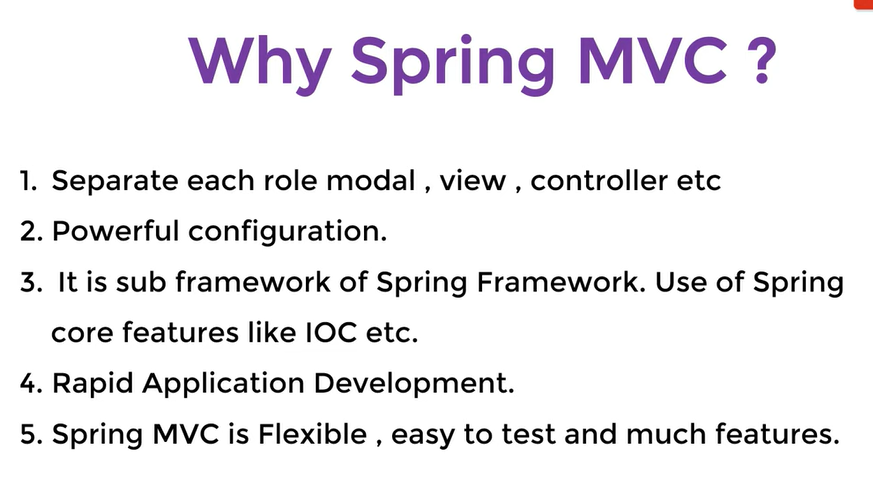 Why Spring MVC ?
1. Separate each role modal , view , controller etc
2. Powerful configuration.
3. It is sub framework of Spring Framework. Use of Spring
core features like IOC etc.
4. Rapid Application Development.
5. Spring MVC is Flexible , easy to test and much features.